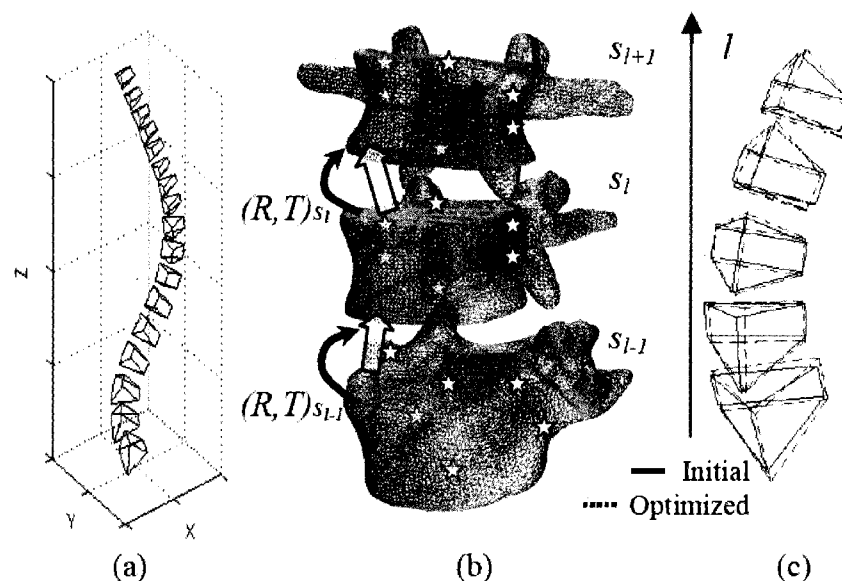 Z
Y
X
(a)
s_{l+1}
(R,T)s_l
s_l
(R,T)s_{l-1}
s_{l-1}
(b)
l
Initial
Optimized
(c)